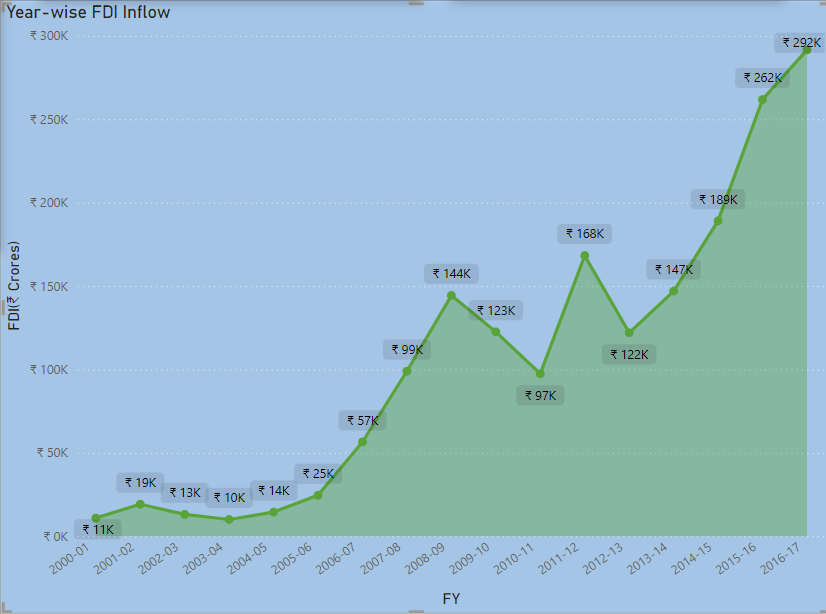 Year-wise FDI Inflow
₹ 300K
₹ 250K
₹ 200K
₹ 150K
₹ 100K
₹ 50K
₹ 0K
FDI(₹ Crores)
₹ 11K
₹ 19K
₹ 13K
₹ 10K
₹ 14K
₹ 25K
₹ 57K
₹ 99K
₹ 144K
₹ 123K
₹ 97K
₹ 168K
₹ 122K
₹ 147K
₹ 189K
₹ 262K
₹ 292K
2000-01
2001-02
2002-03
2003-04
2004-05
2005-06
2006-07
2007-08
2008-09
2009-10
2010-11
2011-12
2012-13
2013-14
2014-15
2015-16
2016-17
FY